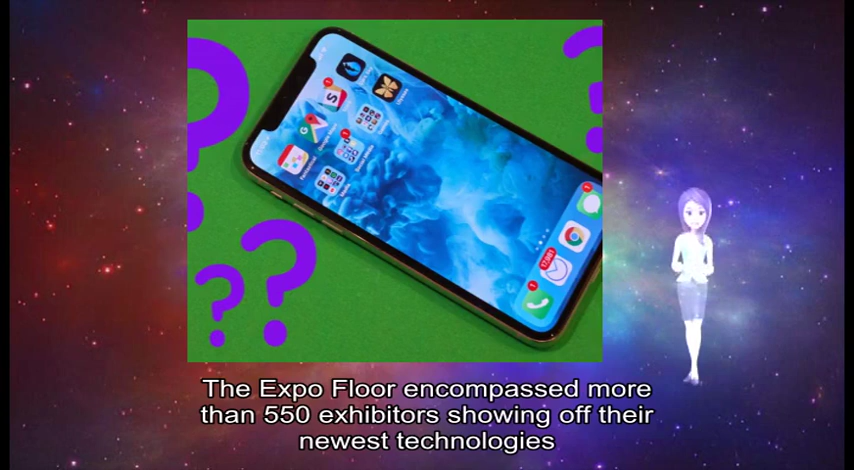 The Expo Floor encompassed more
than 550 exhibitors showing off their
newest technologies